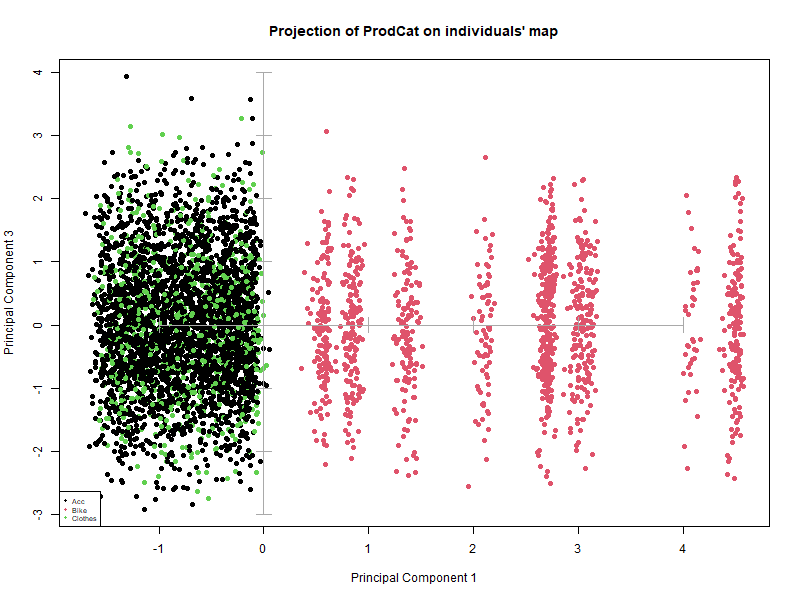 Projection of ProdCat on individuals' map
Principal Component 3
4
3
2
1
0
-1
-2
-3
Acc
Bike
Clothes
-1
0
1
2
3
4
Principal Component 1